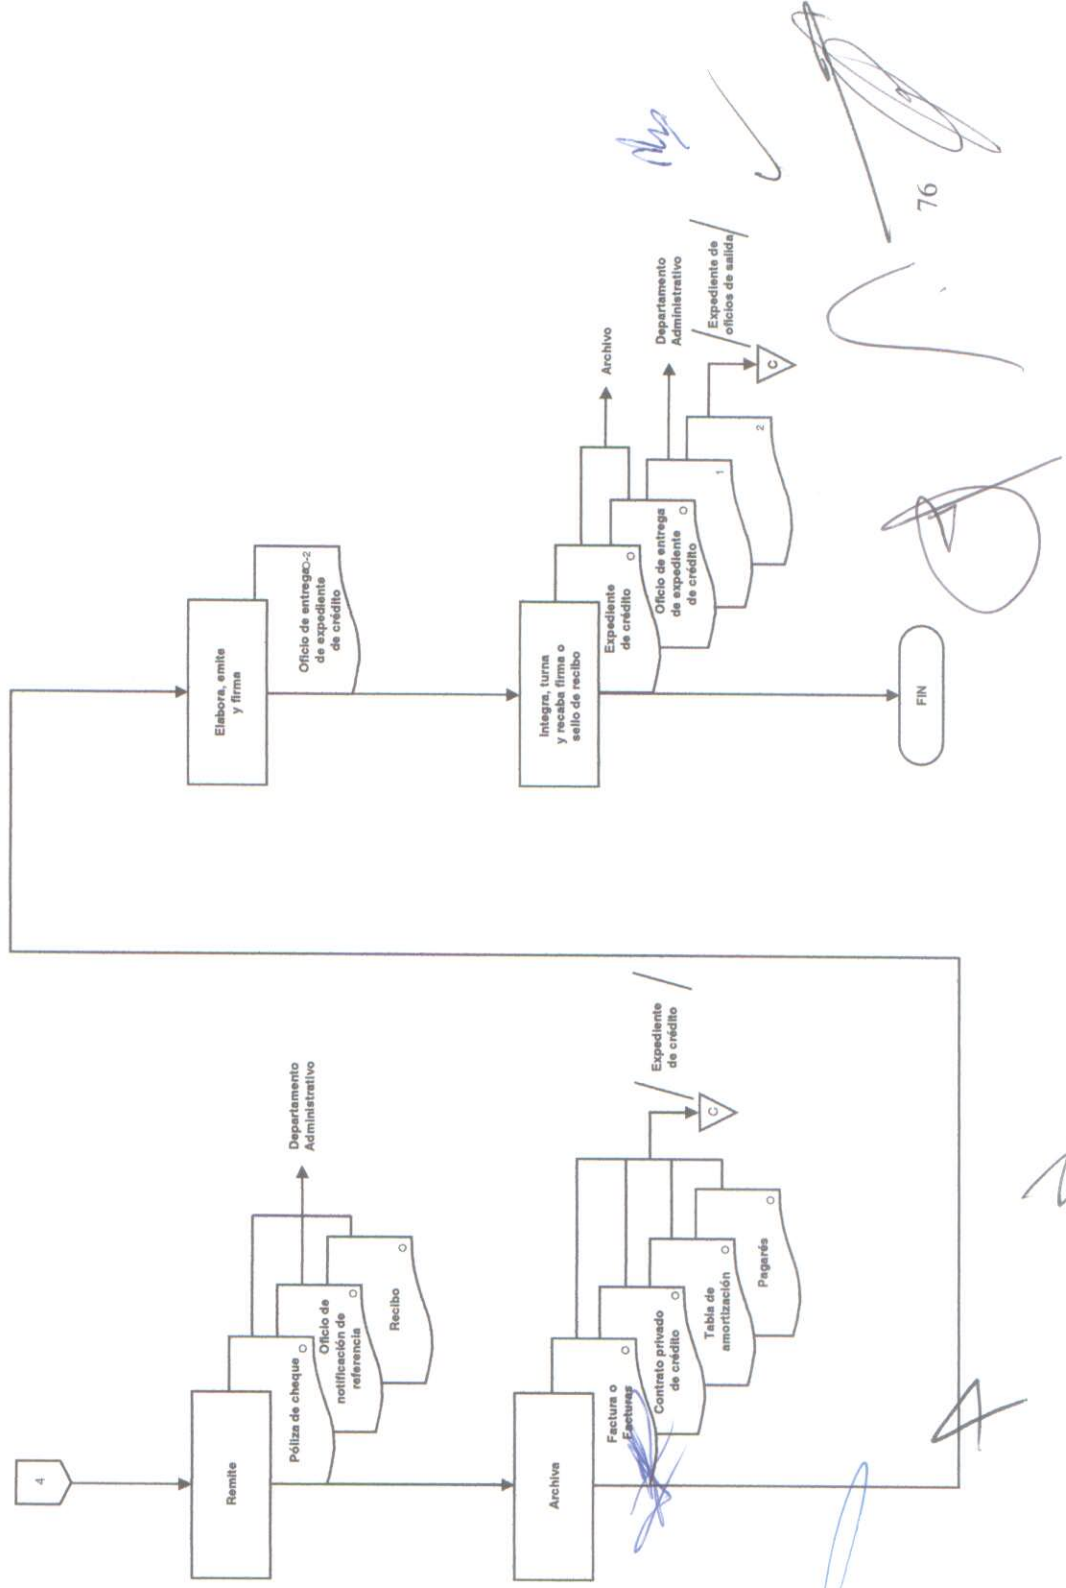 4
Remite
Póliza de cheque
O
Oficio de
notificación de
referencia
O
Recibo
O
Departamento
Administrativo
Archiva
Factura o
Facturas
O
Contrato privado
de crédito
O
Tabla de
amortización
O
Pagarés
O
C
Expediente
de crédito
Elabora, emite
y firma
Oficio de entrega O-2
de expediente
de crédito
Integra, turna
y recaba firma o
sello de recibo
Expediente
de crédito
O
Oficio de entrega
de expediente
de crédito
O
1
2
Archivo
Departamento
Administrativo
Expediente de
oficios de salida
C
FIN
76